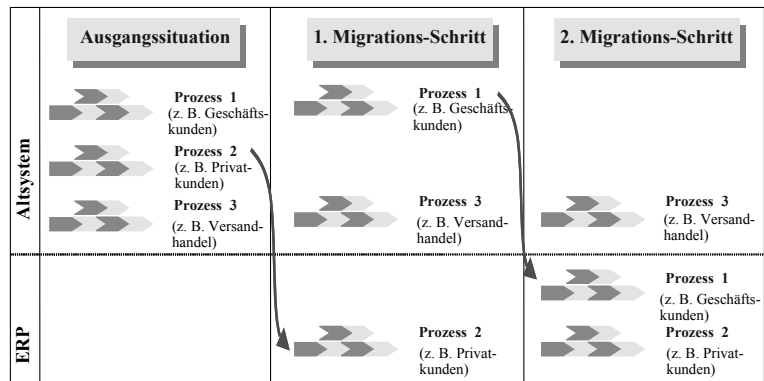 Ausgangssituation
1. Migrations-Schritt
2. Migrations-Schritt
Altsystem
Prozess 1
(z. B. Geschäfts-
kunden)
Prozess 2
(z. B. Privat-
kunden)
Prozess 3
(z. B. Versand-
handel)
Prozess 1
(z. B. Geschäfts-
kunden)
Prozess 3
(z. B. Versand-
handel)
Prozess 3
(z. B. Versand-
handel)
ERP
Prozess 2
(z. B. Privat-
kunden)
Prozess 1
(z. B. Geschäfts-
kunden)
Prozess 2
(z. B. Privat-
kunden)